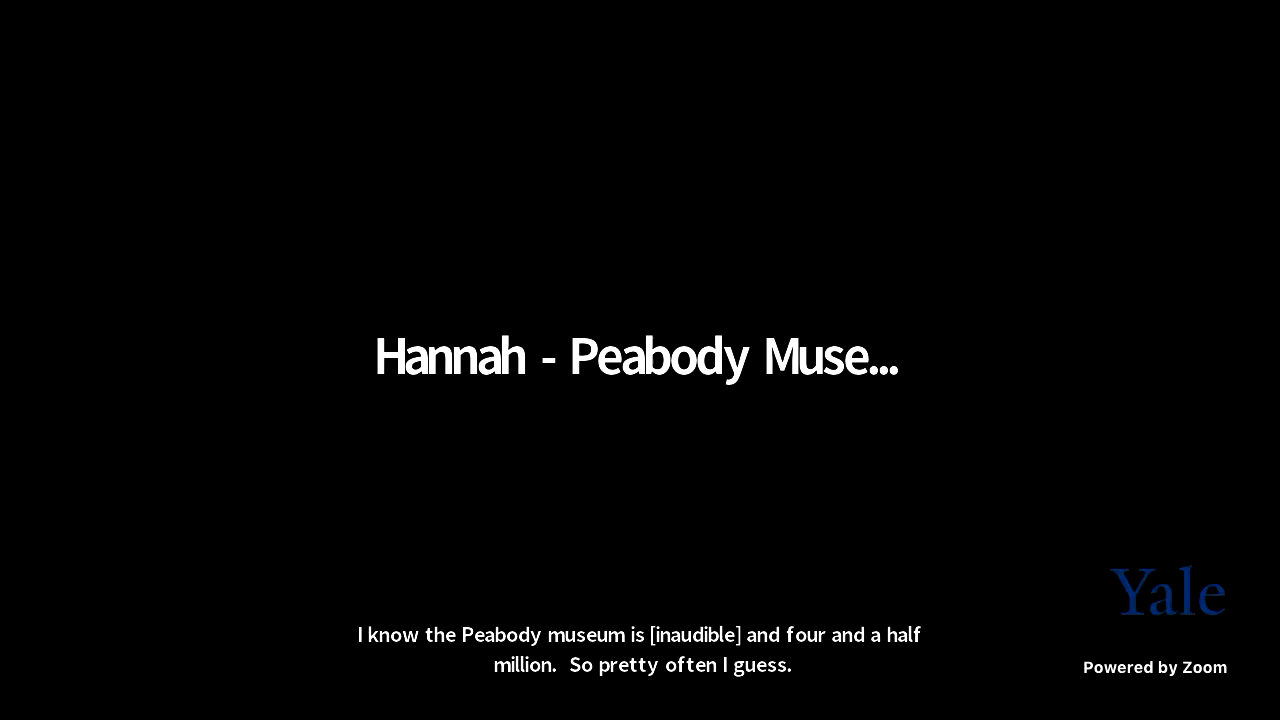 Hannah - Peabody Muse...
Yale
I know the Peabody museum is [inaudible] and four and a half
million.  So pretty often I guess.
Powered by Zoom